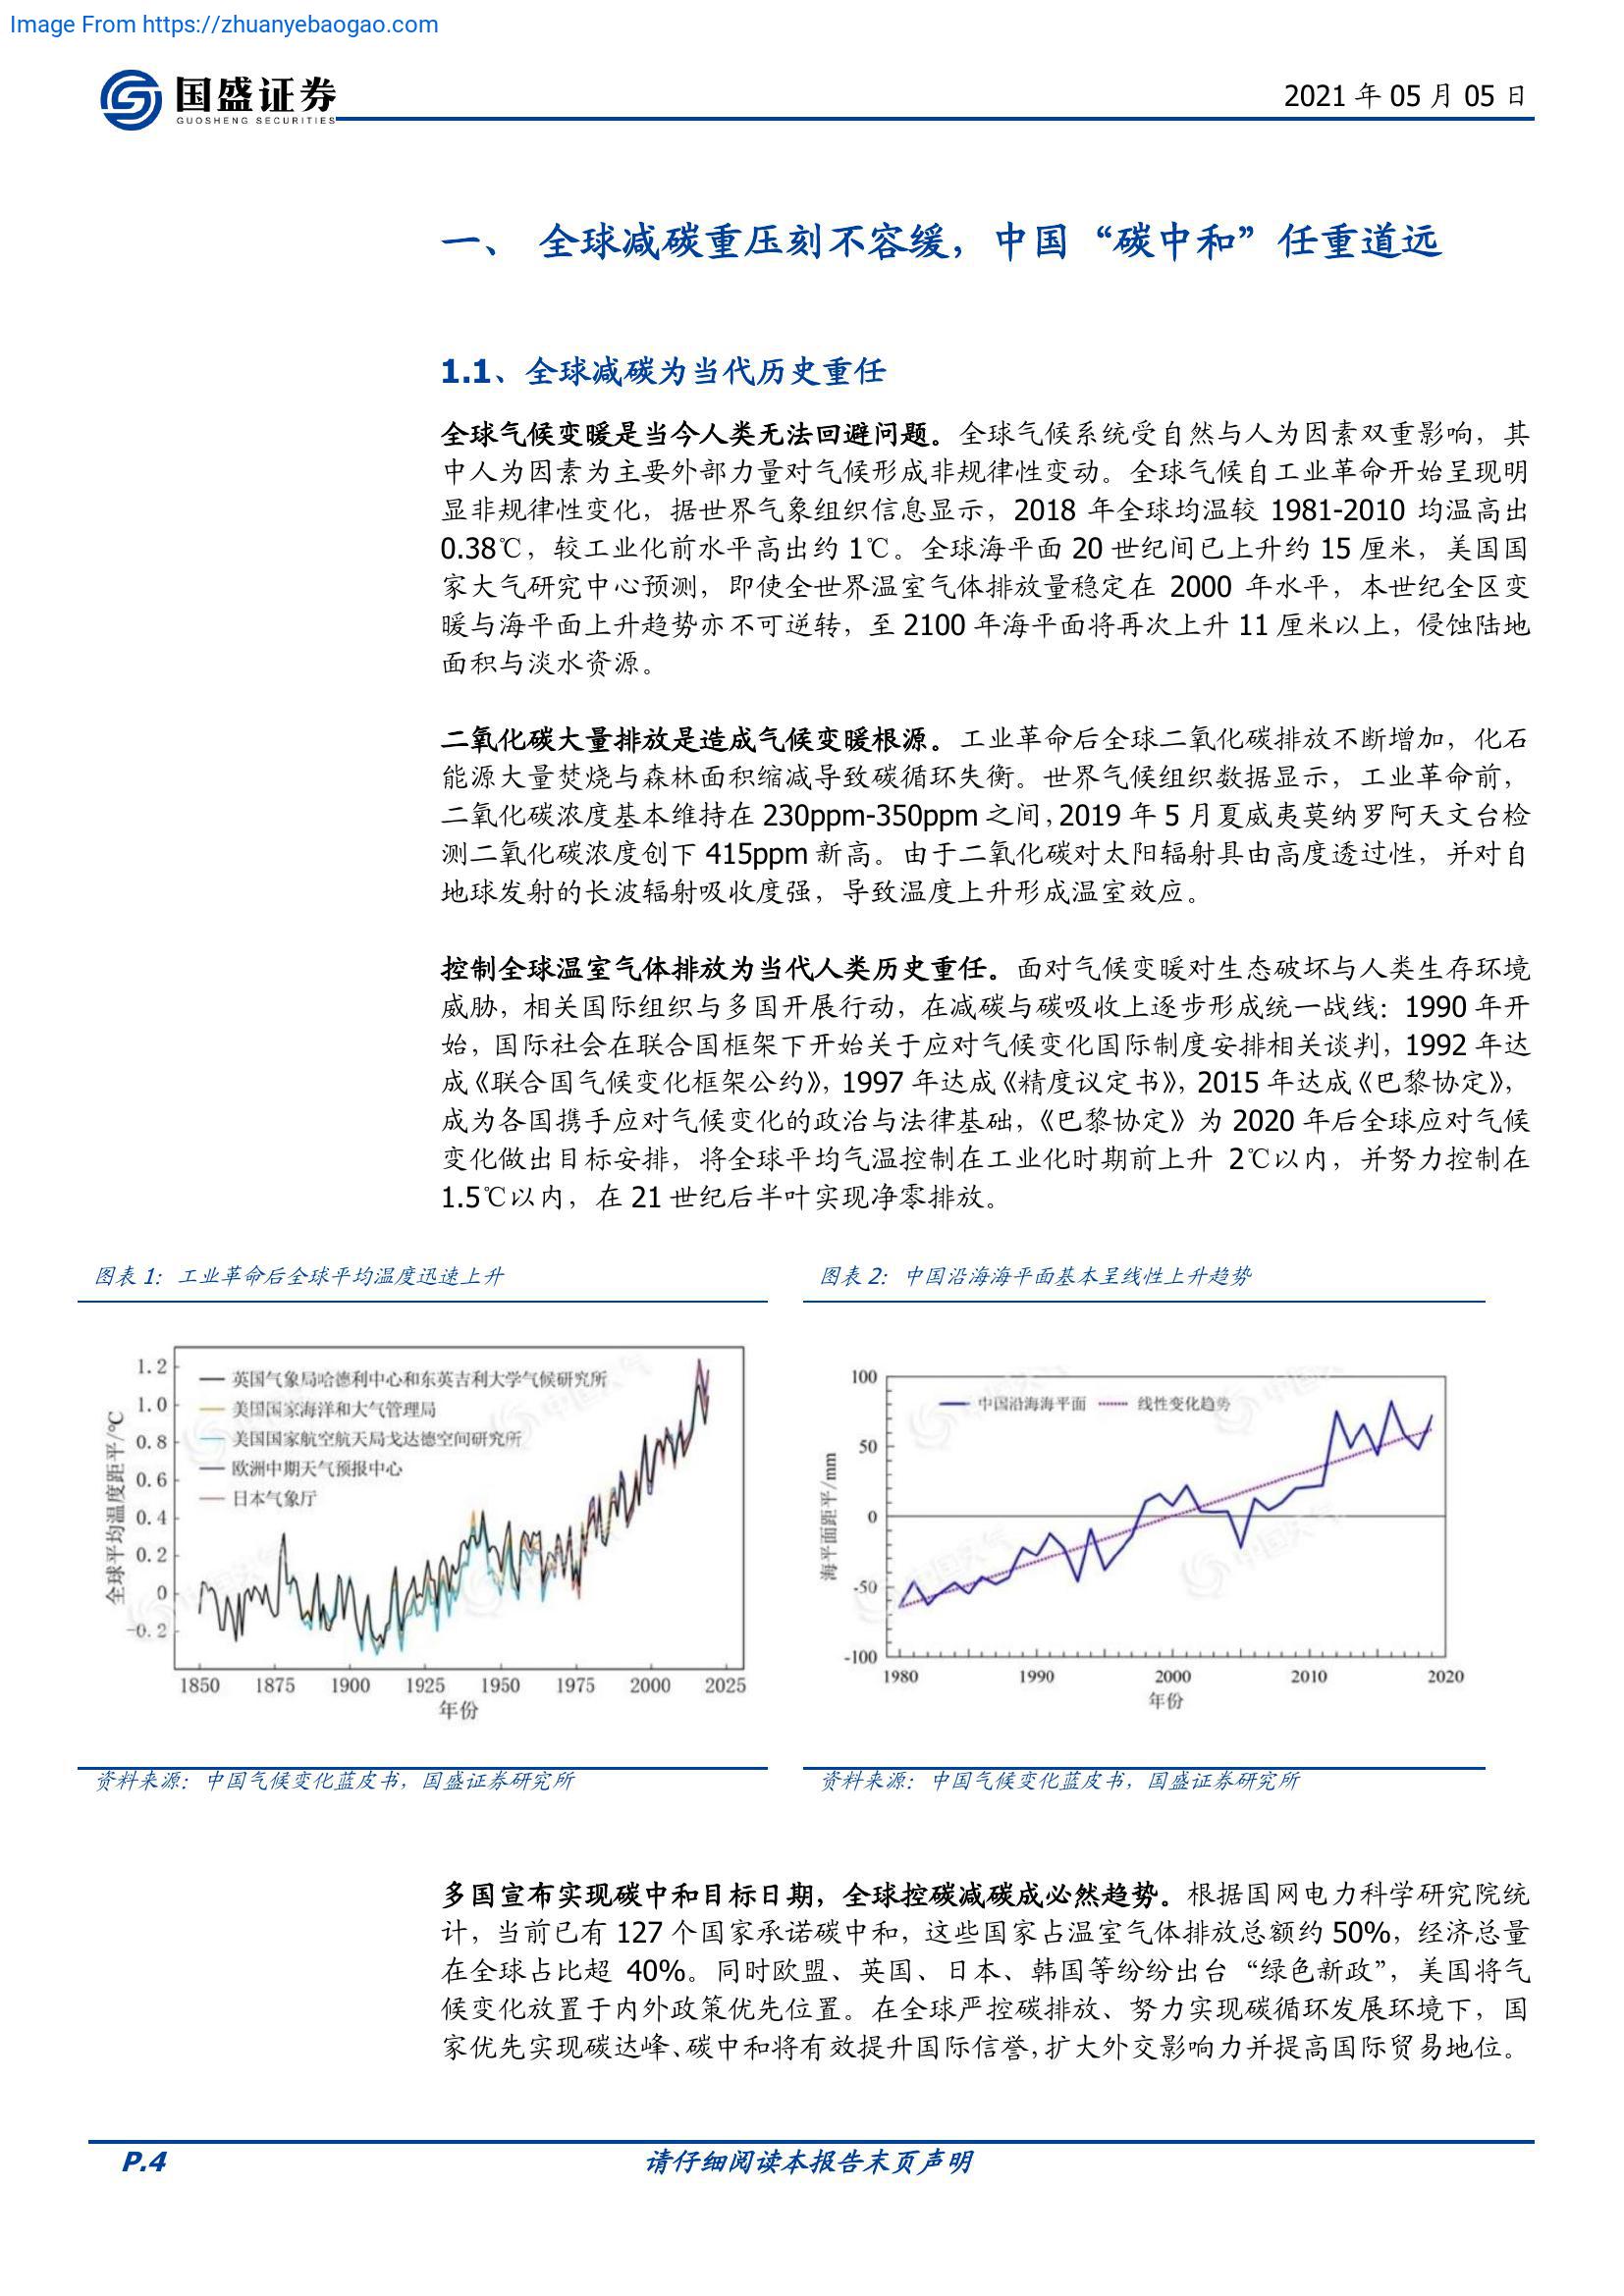 Image From https://zhuanyebaogao.com
国盛证券
GUOSHENG SECURITIES
2021 年 05 月 05 日
一、 全球减碳重压刻不容缓，中国“碳中和”任重道远
1.1、全球减碳为当代历史重任
全球气候变暖是当今人类无法回避问题。全球气候系统受自然与人为因素双重影响，其
中人为因素为主要外部力量对气候形成非规律性变动。全球气候自工业革命开始呈现明
显非规律性变化，据世界气象组织信息显示，2018 年全球均温较 1981-2010 均温高出
0.38℃，较工业化前水平高出约 1℃。全球海平面 20 世纪间已上升约 15 厘米，美国国
家大气研究中心预测，即使全世界温室气体排放量稳定在 2000 年水平，本世纪全区变
暖与海平面上升趋势亦不可逆转，至 2100 年海平面将再次上升 11 厘米以上，侵蚀陆地
面积与淡水资源。
二氧化碳大量排放是造成气候变暖根源。工业革命后全球二氧化碳排放不断增加，化石
能源大量焚烧与森林面积缩减导致碳循环失衡。世界气候组织数据显示，工业革命前，
二氧化碳浓度基本维持在 230ppm-350ppm 之间，2019 年 5 月夏威夷莫纳罗阿天文台检
测二氧化碳浓度创下 415ppm 新高。由于二氧化碳对太阳辐射具由高度透过性，并对自
地球发射的长波辐射吸收度强，导致温度上升形成温室效应。
控制全球温室气体排放为当代人类历史重任。面对气候变暖对生态破坏与人类生存环境
威胁，相关国际组织与多国开展行动，在减碳与碳吸收上逐步形成统一战线：1990 年开
始，国际社会在联合国框架下开始关于应对气候变化国际制度安排相关谈判，1992 年达
成《联合国气候变化框架公约》，1997 年达成《精度议定书》，2015 年达成《巴黎协定》，
成为各国携手应对气候变化的政治与法律基础，《巴黎协定》为 2020 年后全球应对气候
变化做出目标安排，将全球平均气温控制在工业化时期前上升 2℃以内，并努力控制在
1.5℃以内，在 21 世纪后半叶实现净零排放。
图表 1：工业革命后全球平均温度迅速上升
全球平均温度距平/℃
1.2
1.0
0.8
0.6
0.4
0.2
0
-0.2
英国气象局哈德利中心和东英吉利大学气候研究所
美国国家海洋和大气管理局
美国国家航空航天局戈达德空间研究所
欧洲中期天气预报中心
日本气象厅
1850 1875 1900 1925 1950 1975 2000 2025
年份
资料来源：中国气候变化蓝皮书，国盛证券研究所
图表 2：中国沿海海平面基本呈线性上升趋势
海平面距平/mm
100
50
0
-50
-100
中国沿海海平面 线性变化趋势
1980 1990 2000 2010 2020
年份
资料来源：中国气候变化蓝皮书，国盛证券研究所
多国宣布实现碳中和目标日期，全球控碳减碳成必然趋势。根据国网电力科学研究院统
计，当前已有 127 个国家承诺碳中和，这些国家占温室气体排放总额约 50%，经济总量
在全球占比超 40%。同时欧盟、英国、日本、韩国等纷纷出台“绿色新政”，美国将气
候变化放置于内外政策优先位置。在全球严控碳排放、努力实现碳循环发展环境下，国
家优先实现碳达峰、碳中和将有效提升国际信誉，扩大外交影响力并提高国际贸易地位。
P.4
请仔细阅读本报告末页声明